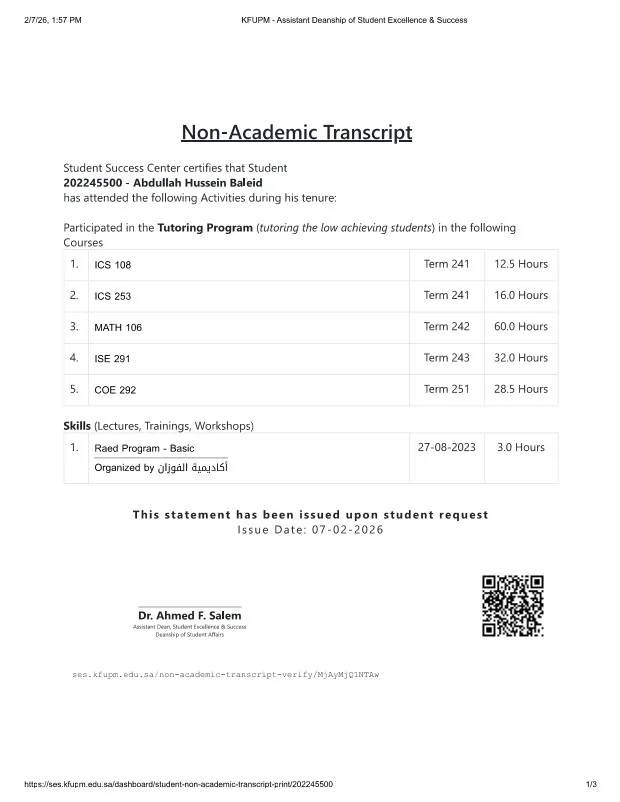 2/7/26, 1:57 PM KFUPM - Assistant Deanship of Student Excellence & Success
Non-Academic Transcript
Student Success Center certifies that Student
202245500 - Abdullah Hussein Baleid
has attended the following Activities during his tenure:
Participated in the Tutoring Program (tutoring the low achieving students) in the following
Courses
1. ICS 108 Term 241 12.5 Hours
2. ICS 253 Term 241 16.0 Hours
3. MATH 106 Term 242 60.0 Hours
4. ISE 291 Term 243 32.0 Hours
5. COE 292 Term 251 28.5 Hours
Skills (Lectures, Trainings, Workshops)
1. Raed Program - Basic 27-08-2023 3.0 Hours
Organized by أكاديمية الفوزان
This statement has been issued upon student request
Issue Date: 07-02-2026
Dr. Ahmed F. Salem
Assistant Dean, Student Excellence & Success
Deanship of Student Affairs
ses.kfupm.edu.sa/non-academic-transcript-verify/MjAyMjQ1NTAw
https://ses.kfupm.edu.sa/dashboard/student-non-academic-transcript-print/202245500 1/3